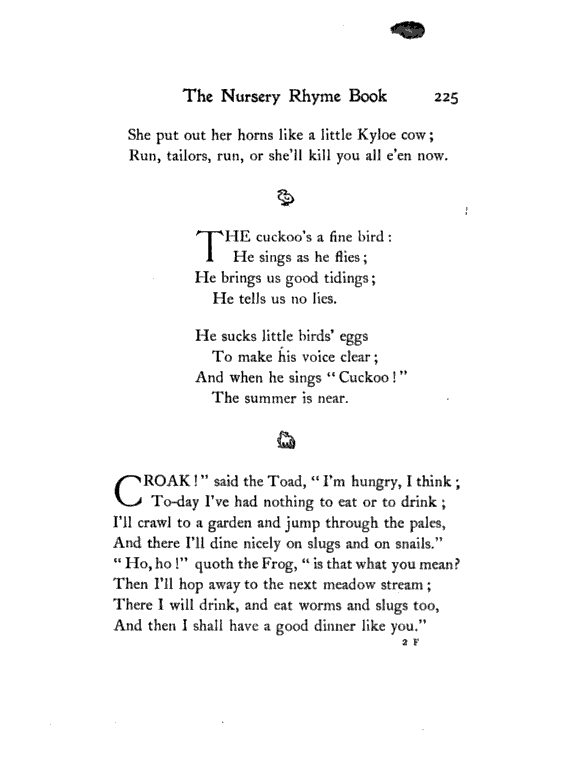 The Nursery Rhyme Book 225
She put out her horns like a little Kyloe cow;
Run, tailors, run, or she'll kill you all e'en now.
THE cuckoo's a fine bird:
He sings as he flies;
He brings us good tidings;
He tells us no lies.
He sucks little birds' eggs
To make his voice clear;
And when he sings "Cuckoo!"
The summer is near.
CROAK!" said the Toad, "I'm hungry, I think;
To-day I've had nothing to eat or to drink;
I'll crawl to a garden and jump through the pales,
And there I'll dine nicely on slugs and on snails."
"Ho, ho!" quoth the Frog, "is that what you mean?
Then I'll hop away to the next meadow stream;
There I will drink, and eat worms and slugs too,
And then I shall have a good dinner like you."
2 F